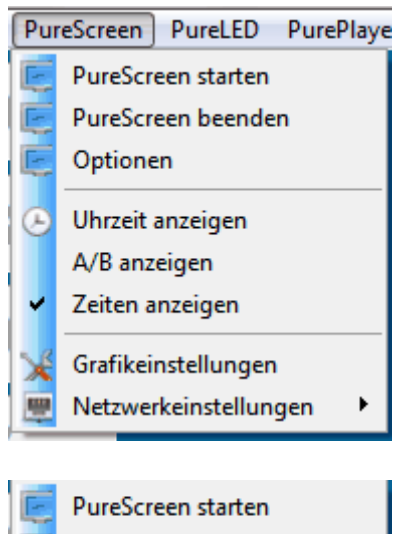 PureScreen PureLED PurePlaye
PureScreen starten
PureScreen beenden
Optionen
Uhrzeit anzeigen
A/B anzeigen
Zeiten anzeigen
Grafikeinstellungen
Netzwerkeinstellungen
PureScreen starten